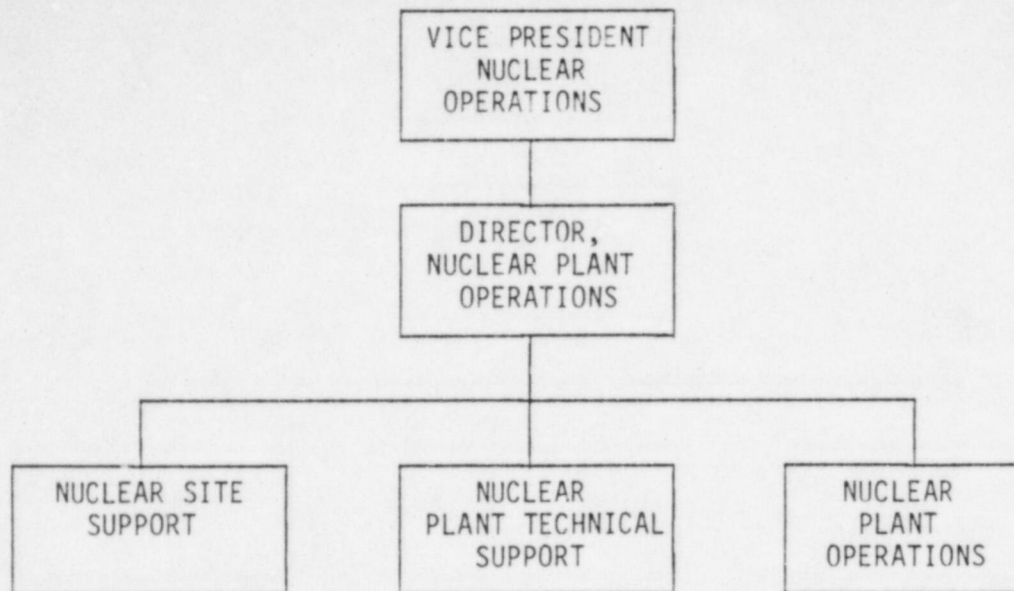 VICE PRESIDENT
NUCLEAR
OPERATIONS
DIRECTOR,
NUCLEAR PLANT
OPERATIONS
NUCLEAR SITE
SUPPORT
NUCLEAR
PLANT TECHNICAL
SUPPORT
NUCLEAR
PLANT
OPERATIONS